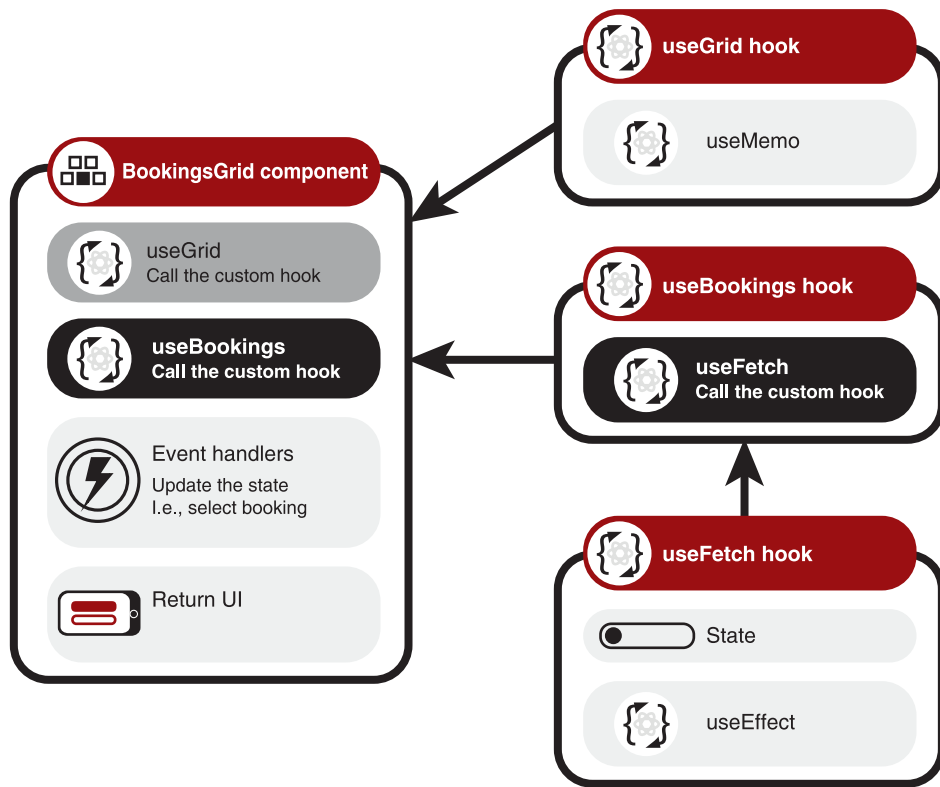 BookingsGrid component
useGrid
Call the custom hook
useBookings
Call the custom hook
Event handlers
Update the state
I.e., select booking
Return UI
useGrid hook
useMemo
useBookings hook
useFetch
Call the custom hook
useFetch hook
State
useEffect